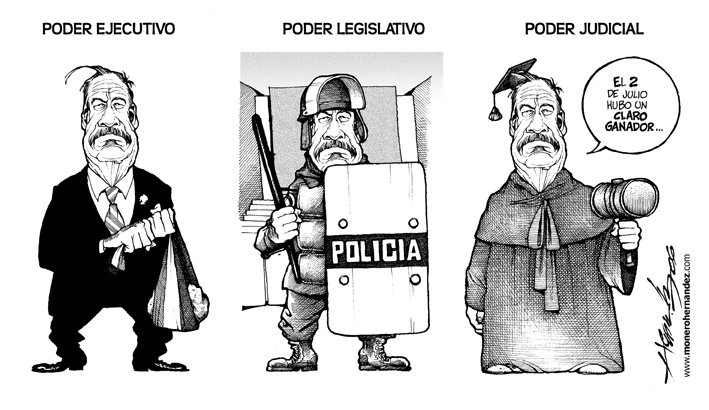 PODER EJECUTIVO
PODER LEGISLATIVO
PODER JUDICIAL
EL 2
DE JULIO
HUBO UN
CLARO
GANADOR...
POLICIA
www.monerohernandez.com